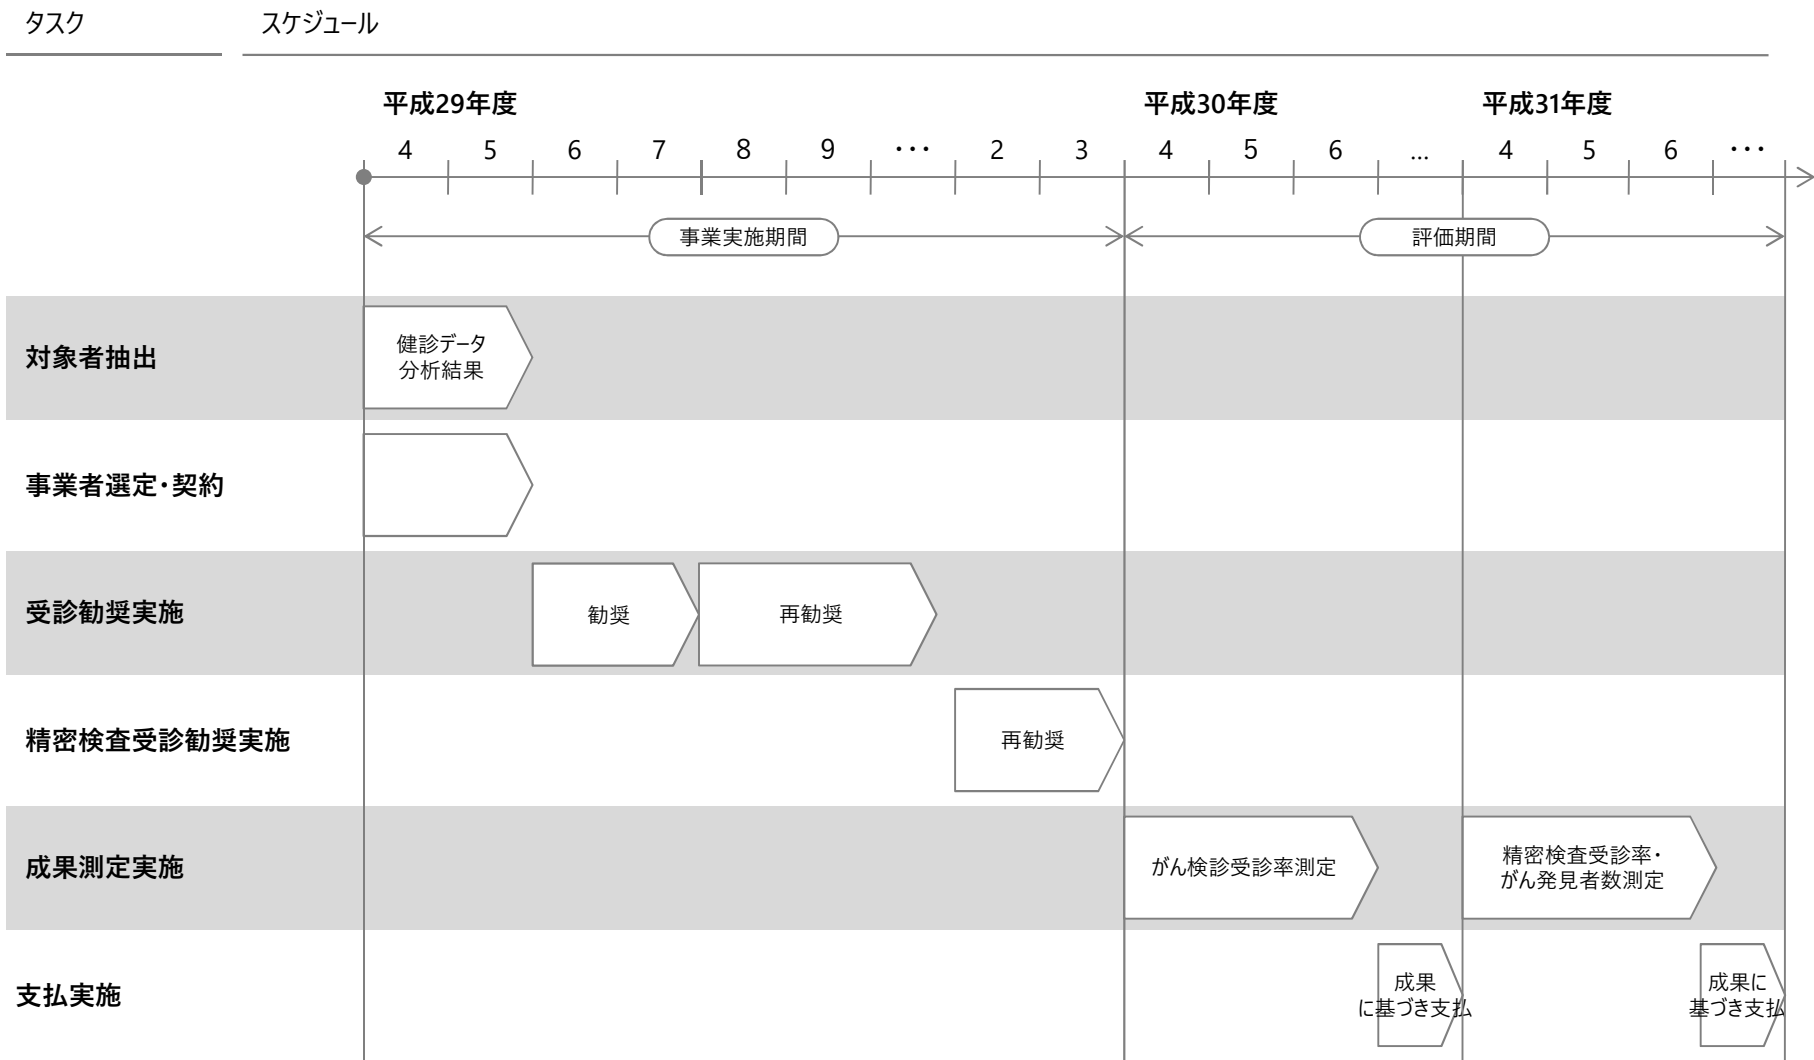 タスク
スケジュール
平成29年度
平成30年度
平成31年度
4 5 6 7 8 9 ・・・ 2 3 4 5 6 ... 4 5 6 ・・・
事業実施期間
評価期間
対象者抽出
健診データ
分析結果
事業者選定・契約
受診勧奨実施
勧奨
再勧奨
精密検査受診勧奨実施
再勧奨
成果測定実施
がん検診受診率測定
精密検査受診率・
がん発見者数測定
支払実施
成果
に基づき支払
成果に
基づき支払